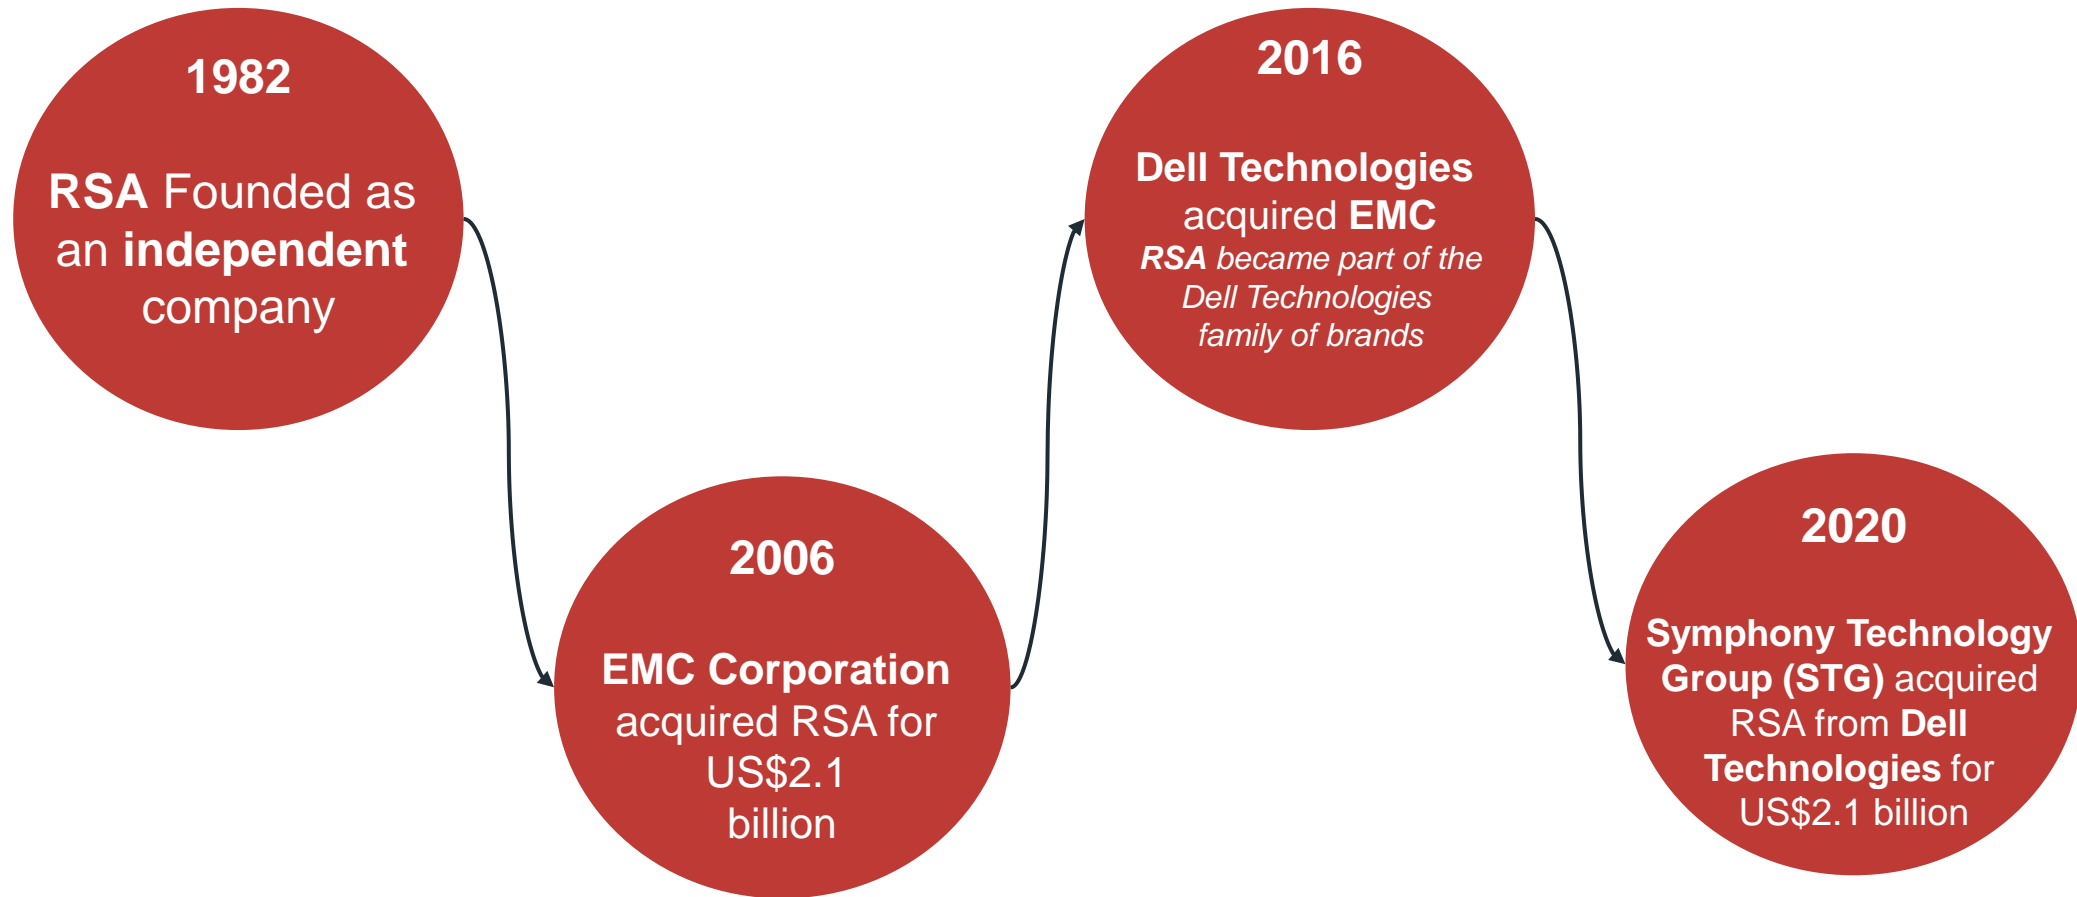 1982
RSA Founded as
an independent
company
2006
EMC Corporation
acquired RSA for
US$2.1
billion
2016
Dell Technologies
acquired EMC
RSA became part of the
Dell Technologies
family of brands
2020
Symphony Technology
Group (STG) acquired
RSA from Dell
Technologies for
US$2.1 billion